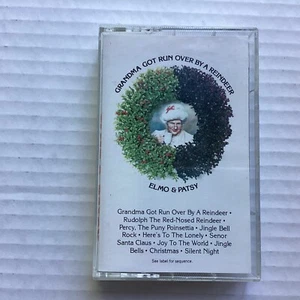 GRANDMA GOT RUN OVER BY A REINDEER
ELMO & PATSY
Grandma Got Run Over By A Reindeer •
Rudolph The Red-Nosed Reindeer •
Percy, The Puny Poinsettia • Jingle Bell
Rock • Here's To The Lonely • Senor
Santa Claus • Joy To The World • Jingle
Bells • Christmas • Silent Night
See label for sequence